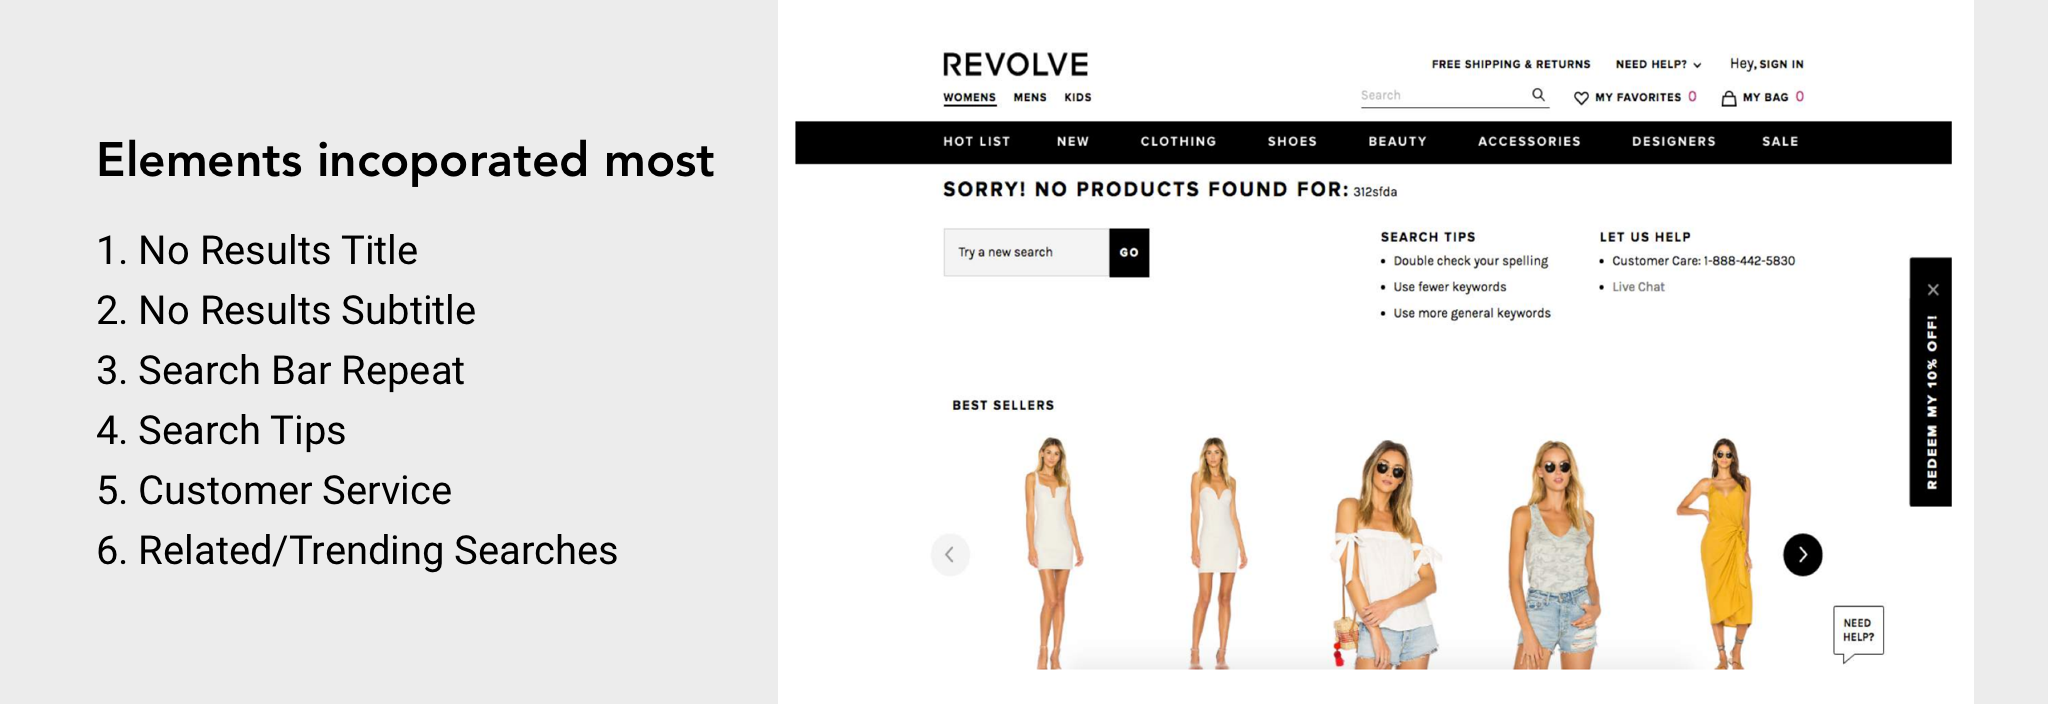 Elements incoporated most
1. No Results Title
2. No Results Subtitle
3. Search Bar Repeat
4. Search Tips
5. Customer Service
6. Related/Trending Searches
REVOLVE
FREE SHIPPING & RETURNS NEED HELP? Hey, SIGN IN
WOMENS MENS KIDS
Search MY FAVORITES 0 MY BAG 0
HOT LIST NEW CLOTHING SHOES BEAUTY ACCESSORIES DESIGNERS SALE
SORRY! NO PRODUCTS FOUND FOR: 312sfda
Try a new search GO
SEARCH TIPS
• Double check your spelling
• Use fewer keywords
• Use more general keywords
LET US HELP
• Customer Care: 1-888-442-5830
• Live Chat
REDEEM MY 10% OFF!
BEST SELLERS
NEED
HELP?